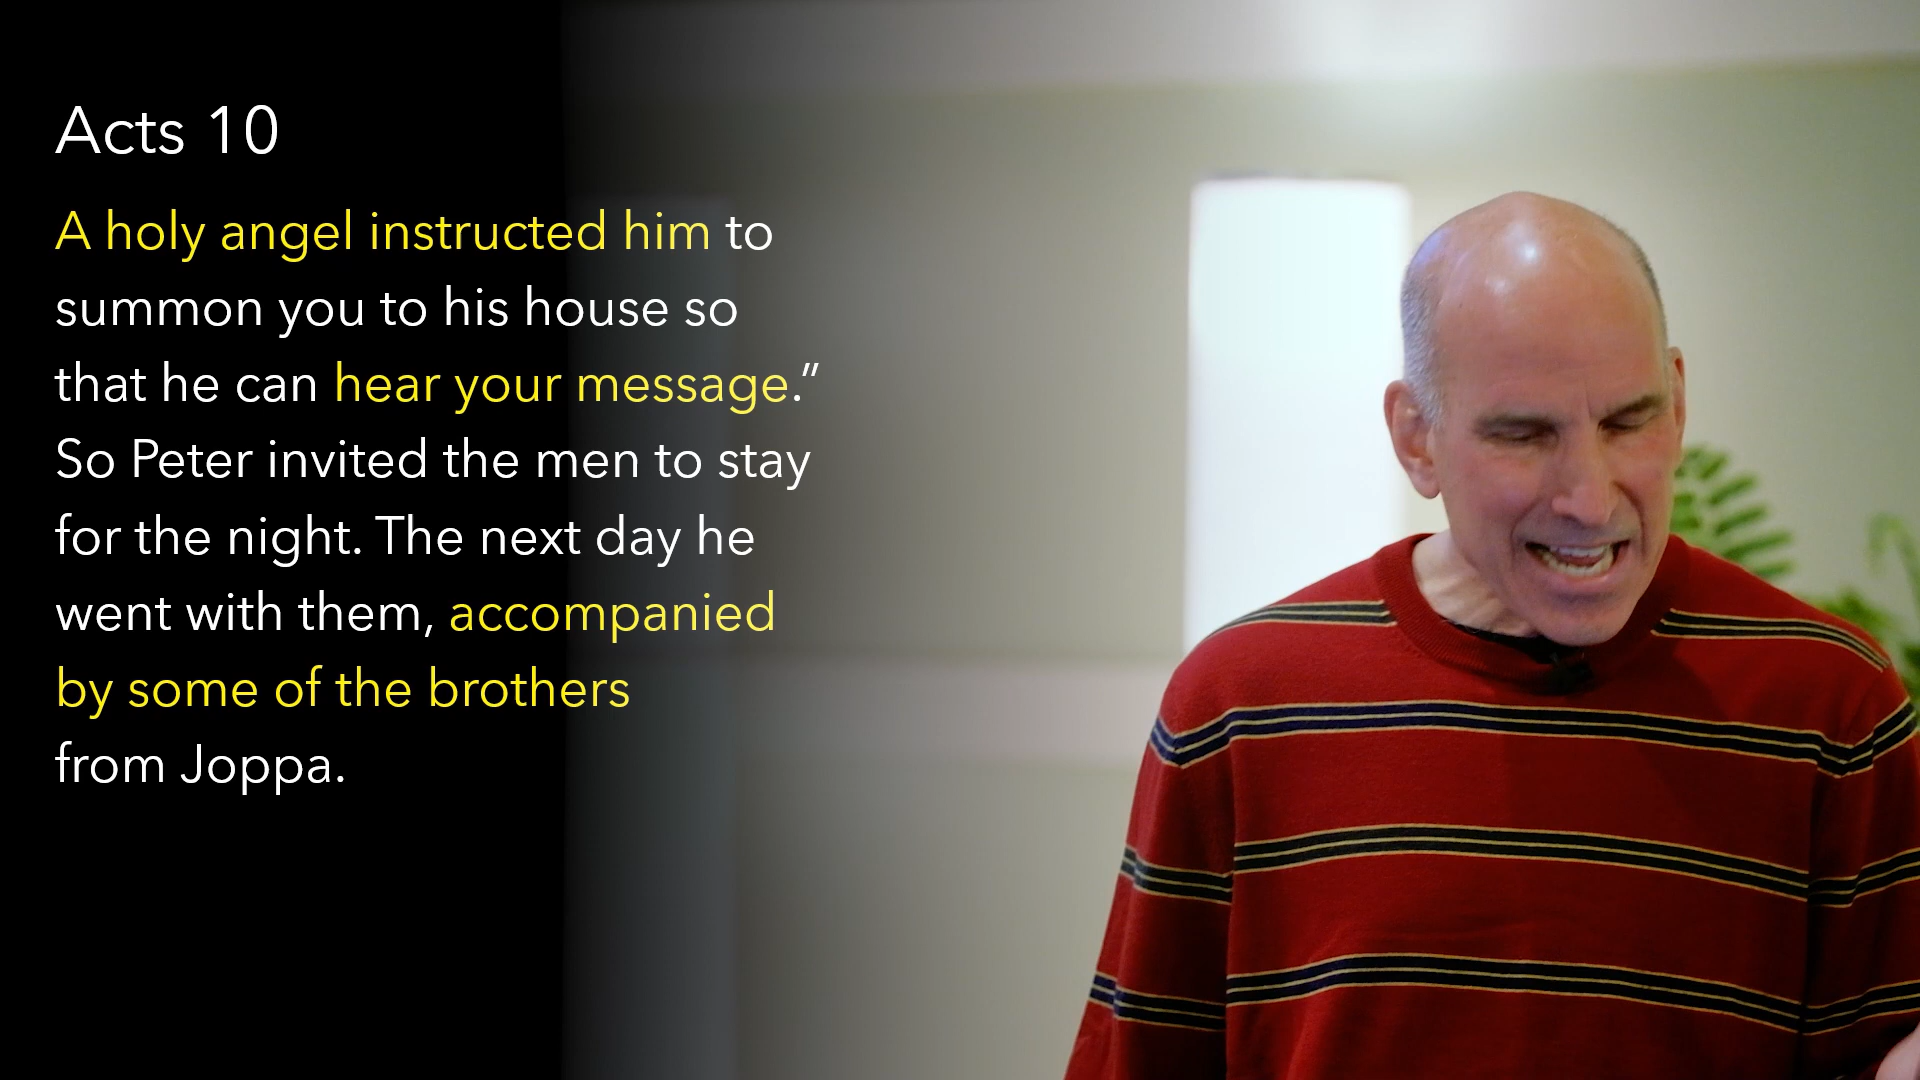 Acts 10
A holy angel instructed him to
summon you to his house so
that he can hear your message.”
So Peter invited the men to stay
for the night. The next day he
went with them, accompanied
by some of the brothers
from Joppa.